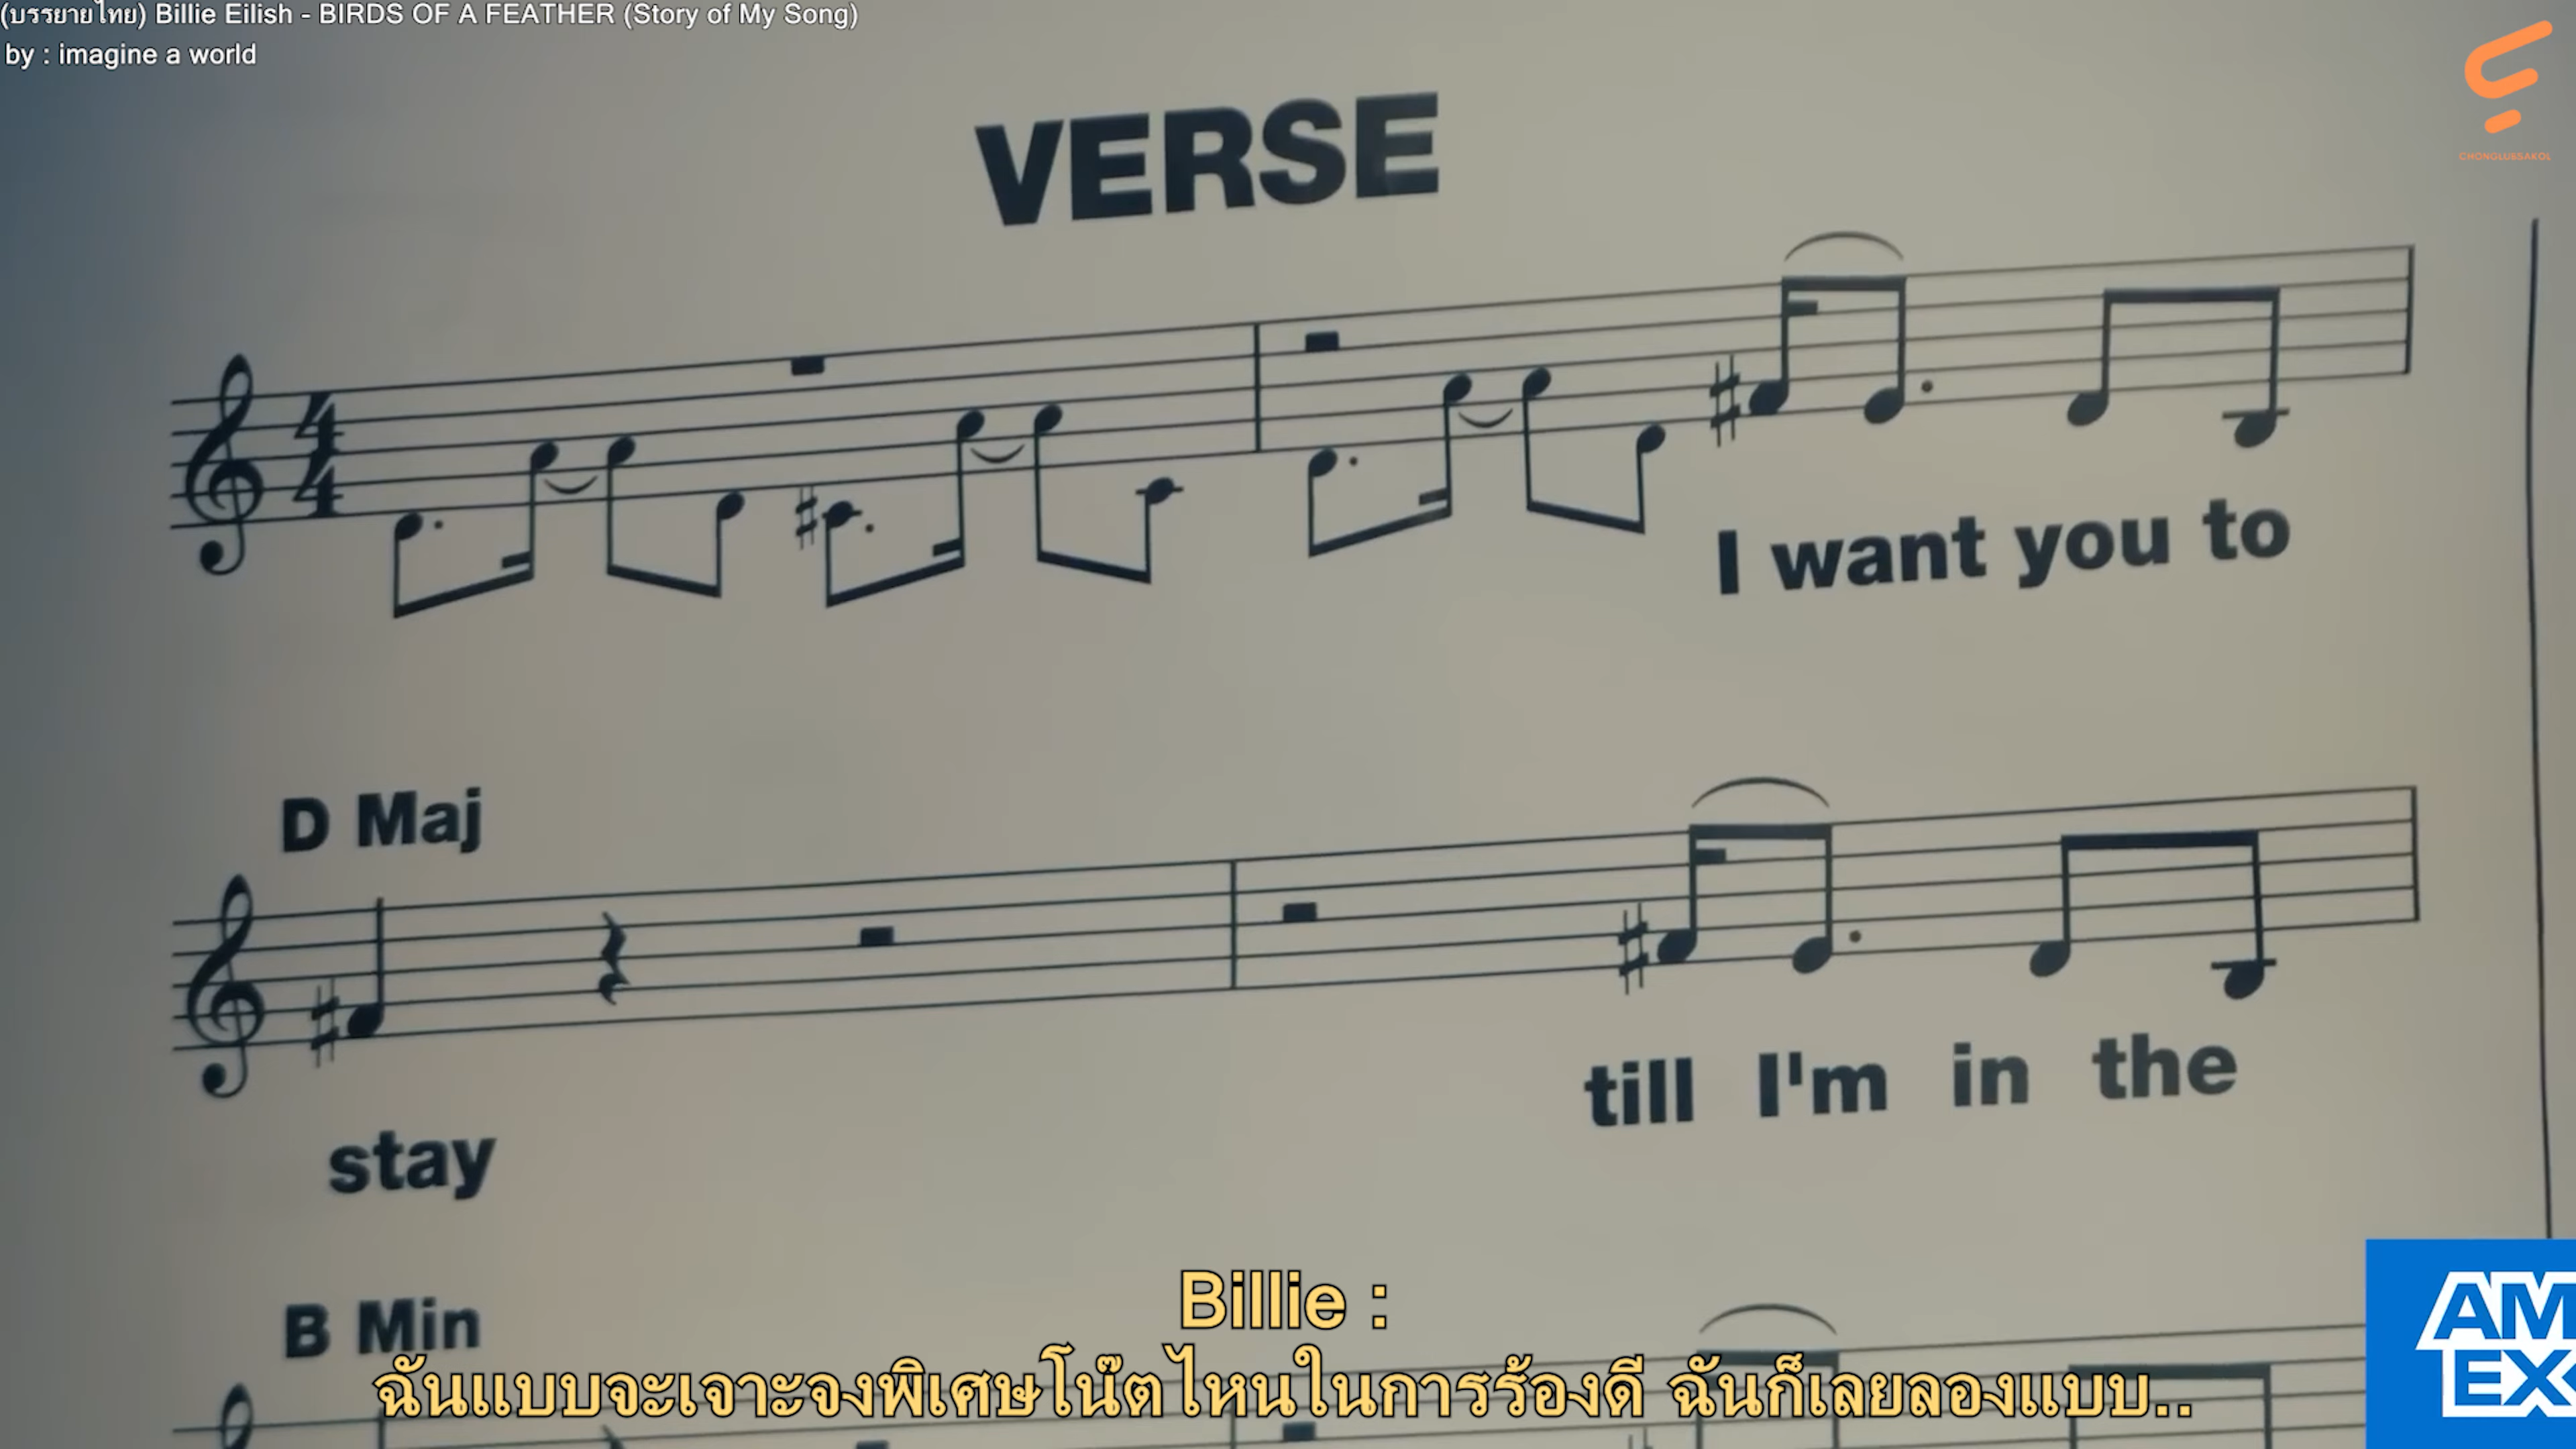 (บรรยายไทย) Billie Eilish - BIRDS OF A FEATHER (Story of My Song)
by : imagine a world
CHONGLUBSAKOL
VERSE
4
4
I want you to
D Maj
stay
till I'm in the
B Min
Billie :
ฉันแบบจะเจาะจงพิเศษโน๊ตไหนในการร้องดี ฉันก็เลยลองแบบ..
AM
EX